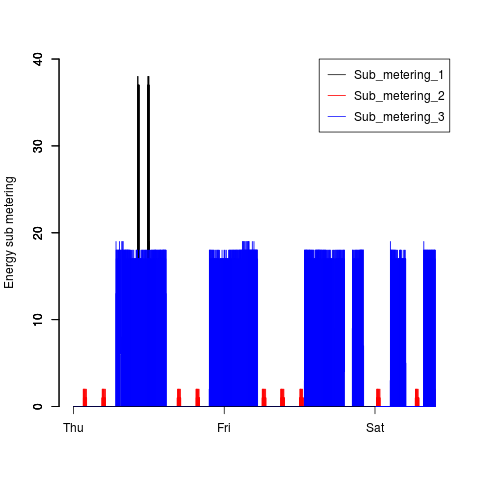 40
30
20
10
0
Energy sub metering
Thu
Fri
Sat
Sub_metering_1
Sub_metering_2
Sub_metering_3